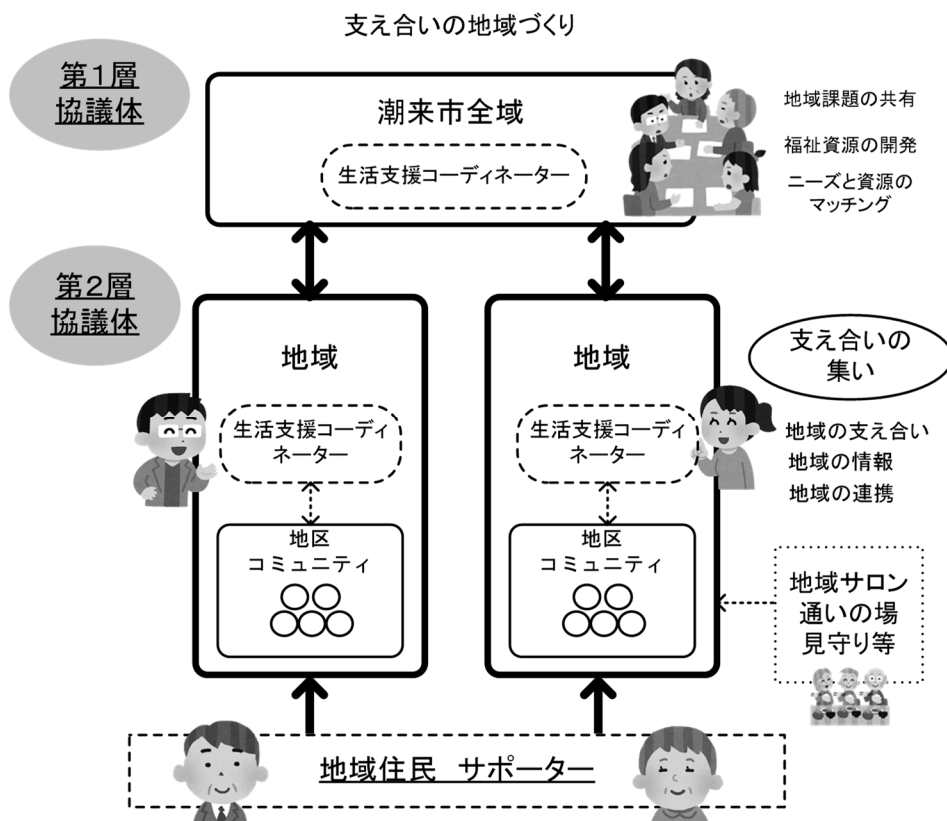 支え合いの地域づくり
第1層
協議体
潮来市全域
生活支援コーディネーター
地域課題の共有
福祉資源の開発
ニーズと資源の
マッチング
第2層
協議体
地域
生活支援コーディ
ネーター
地区
コミュニティ
地域
生活支援コーディ
ネーター
地区
コミュニティ
支え合いの
集い
地域の支え合い
地域の情報
地域の連携
地域サロン
通いの場
見守り等
地域住民　サポーター